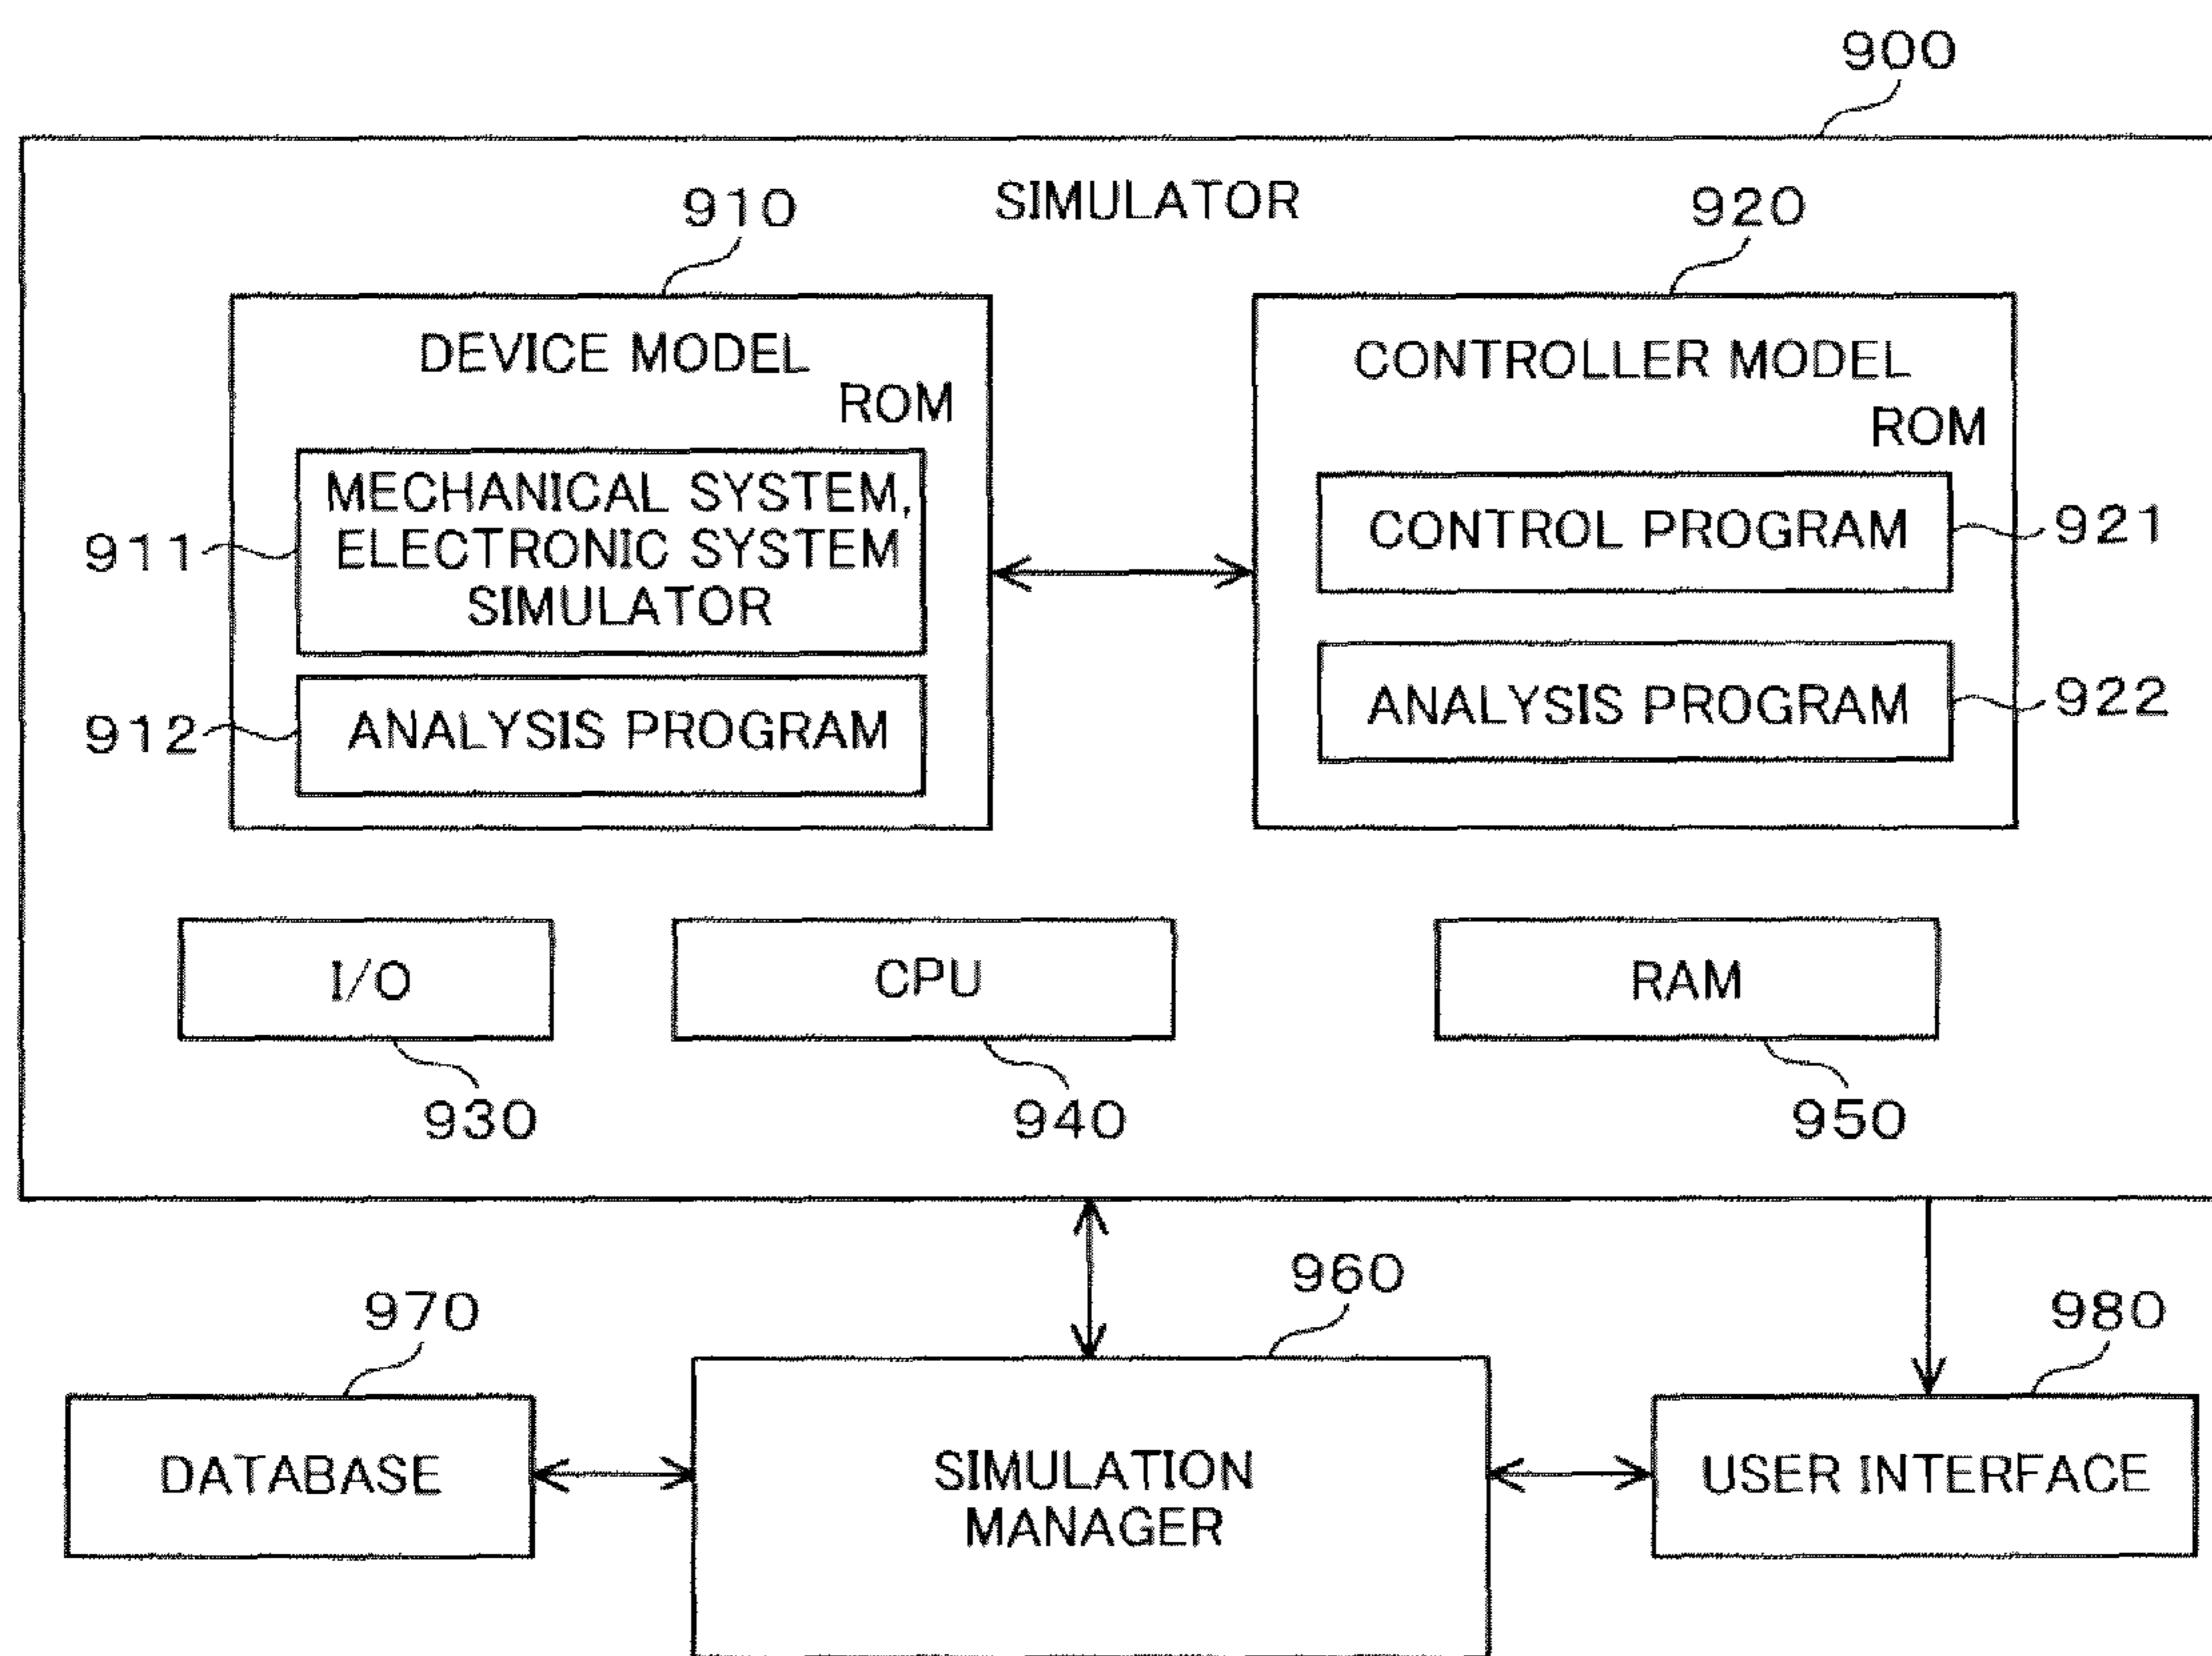 900
SIMULATOR
910
920
DEVICE MODEL
ROM
CONTROLLER MODEL
ROM
MECHANICAL SYSTEM,
ELECTRONIC SYSTEM
SIMULATOR
911
CONTROL PROGRAM
921
912
ANALYSIS PROGRAM
ANALYSIS PROGRAM
922
I/O
CPU
RAM
930
940
950
960
970
980
DATABASE
SIMULATION
MANAGER
USER INTERFACE